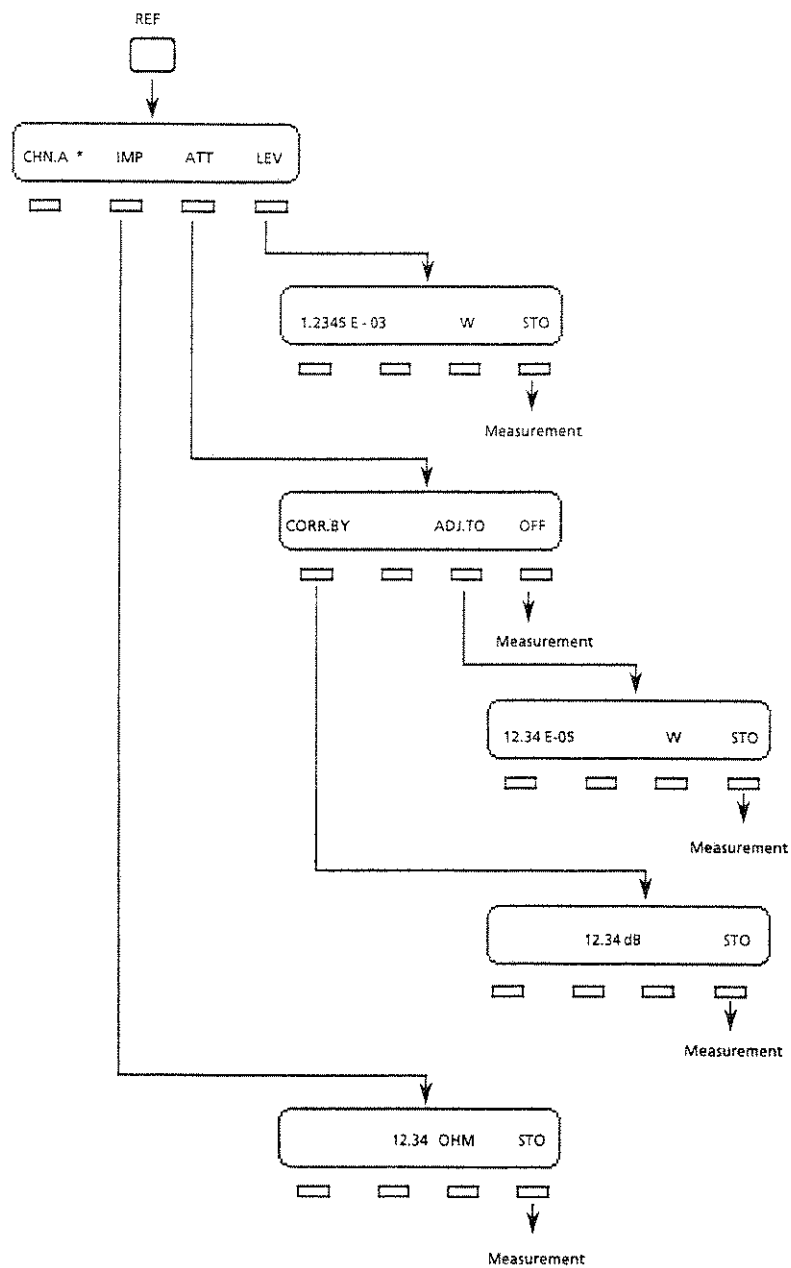 REF
CHN.A * IMP ATT LEV
1.2345 E - 03 W STO
Measurement
CORR.BY ADJ.TO OFF
Measurement
12.34 E-05 W STO
Measurement
12.34 dB STO
Measurement
12.34 OHM STO
Measurement